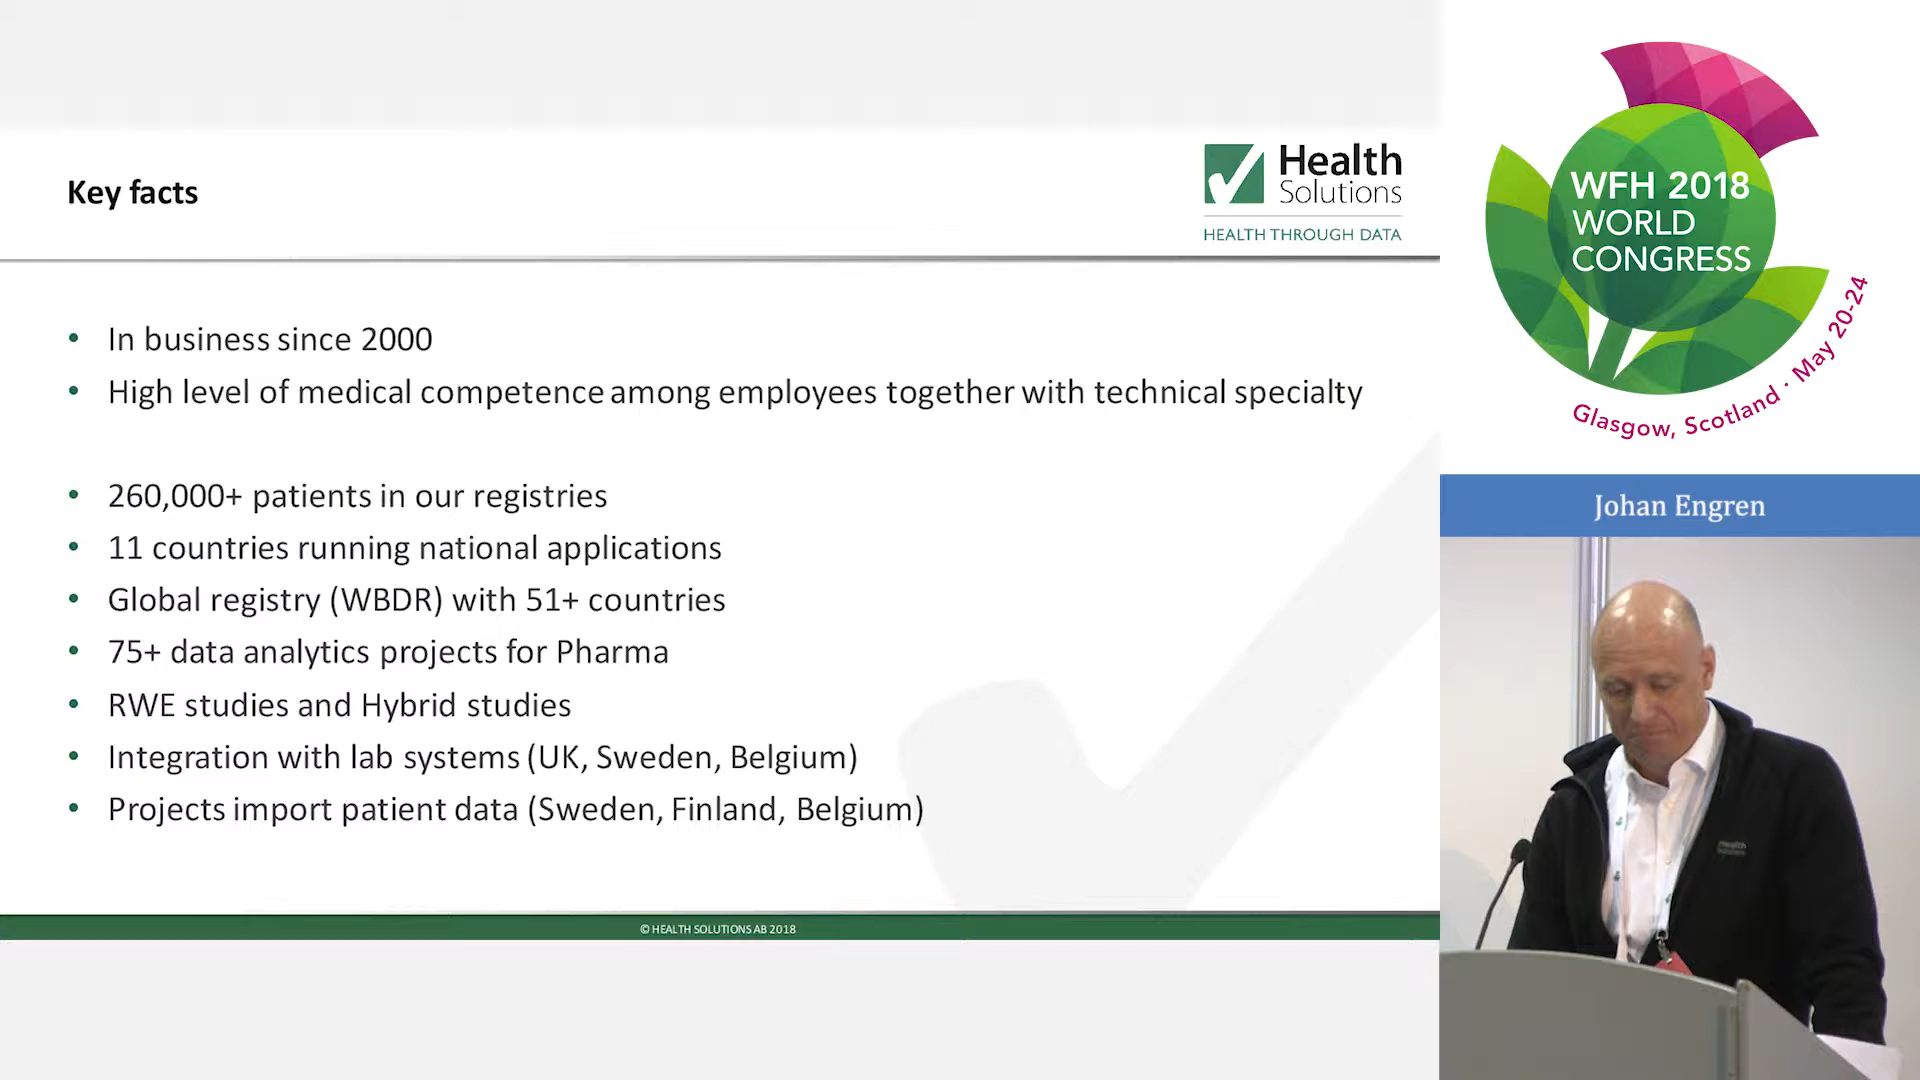 Key facts
Health
Solutions
HEALTH THROUGH DATA
• In business since 2000
• High level of medical competence among employees together with technical specialty
• 260,000+ patients in our registries
• 11 countries running national applications
• Global registry (WBDR) with 51+ countries
• 75+ data analytics projects for Pharma
• RWE studies and Hybrid studies
• Integration with lab systems (UK, Sweden, Belgium)
• Projects import patient data (Sweden, Finland, Belgium)
© HEALTH SOLUTIONS AB 2018
WFH 2018
WORLD
CONGRESS
Glasgow, Scotland · May 20-24
Johan Engren
Health
Solutions